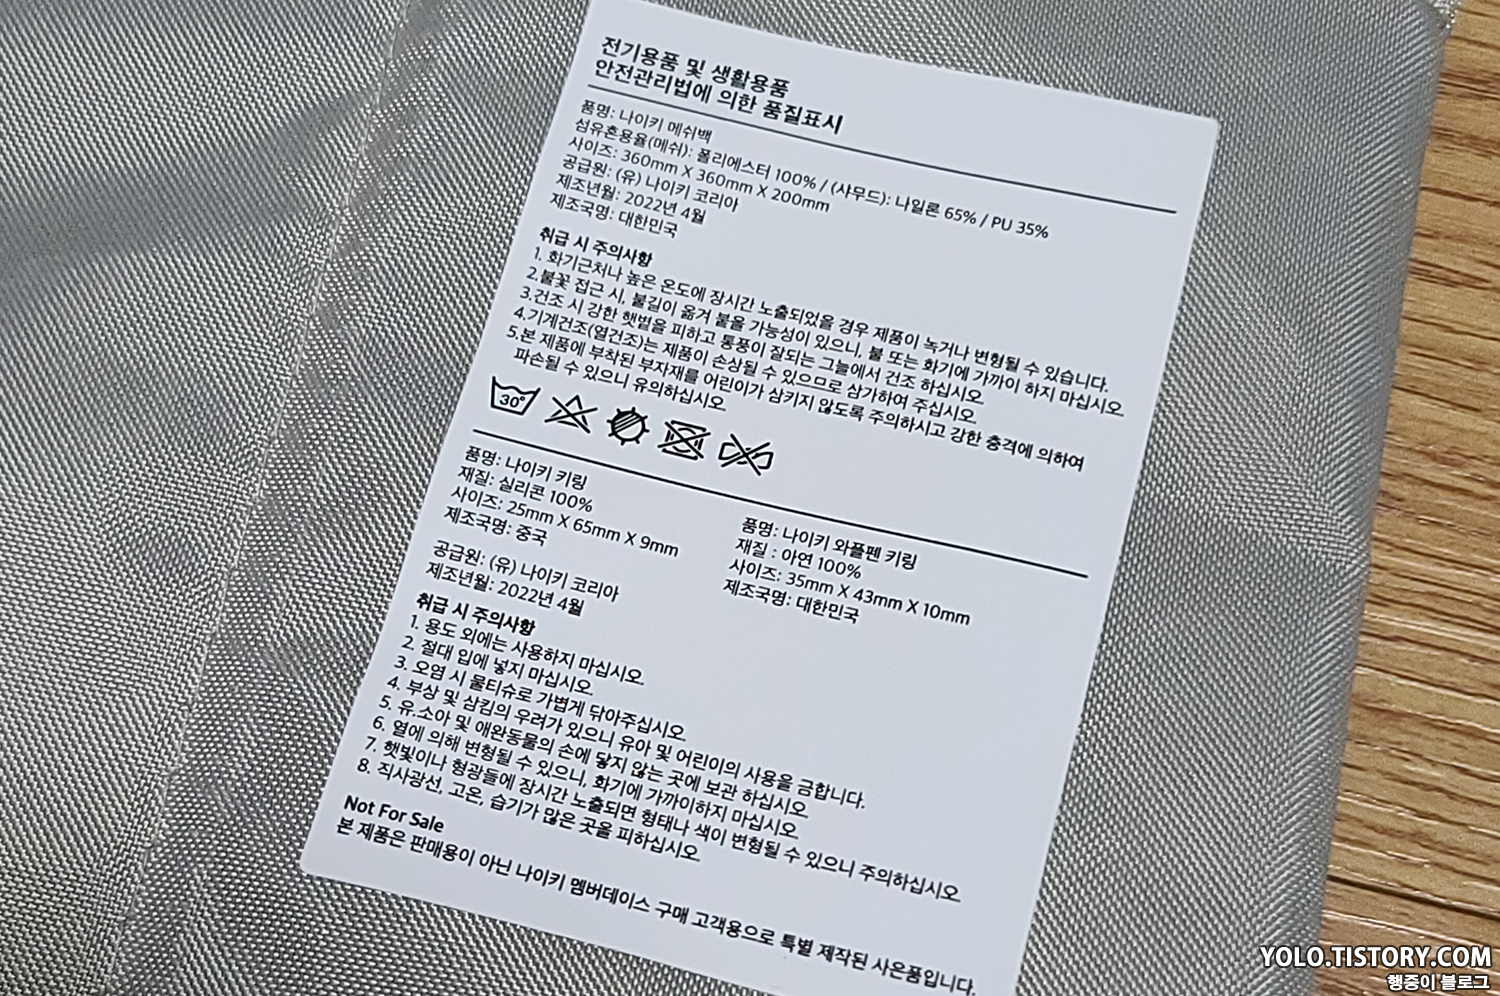 전기용품 및 생활용품
안전관리법에 의한 품질표시
품명: 나이키 메쉬백
섬유혼용율(메쉬): 폴리에스터 100% / (샤무드): 나일론 65% / PU 35%
사이즈: 360mm X 360mm X 200mm
공급원: (유) 나이키 코리아
제조년월: 2022년 4월
제조국명: 대한민국
취급 시 주의사항
1. 화기근처나 높은 온도에 장시간 노출되었을 경우 제품이 녹거나 변형될 수 있습니다.
2.불꽃 접근 시, 불길이 옮겨 붙을 가능성이 있으니, 불 또는 화기에 가까이 하지 마십시오.
3.건조 시 강한 햇볕을 피하고 통풍이 잘되는 그늘에서 건조 하십시오.
4.기계건조(열건조)는 제품이 손상될 수 있으므로 삼가하여 주십시오.
5.본 제품에 부착된 부자재를 어린이가 삼키지 않도록 주의하시고 강한 충격에 의하여
파손될 수 있으니 유의하십시오.
30°
품명: 나이키 키링
재질: 실리콘 100%
사이즈: 25mm X 65mm X 9mm
제조국명: 중국
품명: 나이키 와플펜 키링
재질 : 아연 100%
사이즈: 35mm X 43mm X 10mm
제조국명: 대한민국
공급원: (유) 나이키 코리아
제조년월: 2022년 4월
취급 시 주의사항
1. 용도 외에는 사용하지 마십시오.
2. 절대 입에 넣지 마십시오.
3. 오염 시 물티슈로 가볍게 닦아주십시오.
4. 부상 및 삼킴의 우려가 있으니 유아 및 어린이의 사용을 금합니다.
5. 유.소아 및 애완동물의 손에 닿지 않는 곳에 보관 하십시오.
6. 열에 의해 변형될 수 있으니, 화기에 가까이하지 마십시오.
7. 햇빛이나 형광등에 장시간 노출되면 형태나 색이 변형될 수 있으니 주의하십시오.
8. 직사광선, 고온, 습기가 많은 곳을 피하십시오.
Not For Sale
본 제품은 판매용이 아닌 나이키 멤버데이스 구매 고객용으로 특별 제작된 사은품입니다.
YOLO.TISTORY.COM
행중이 블로그